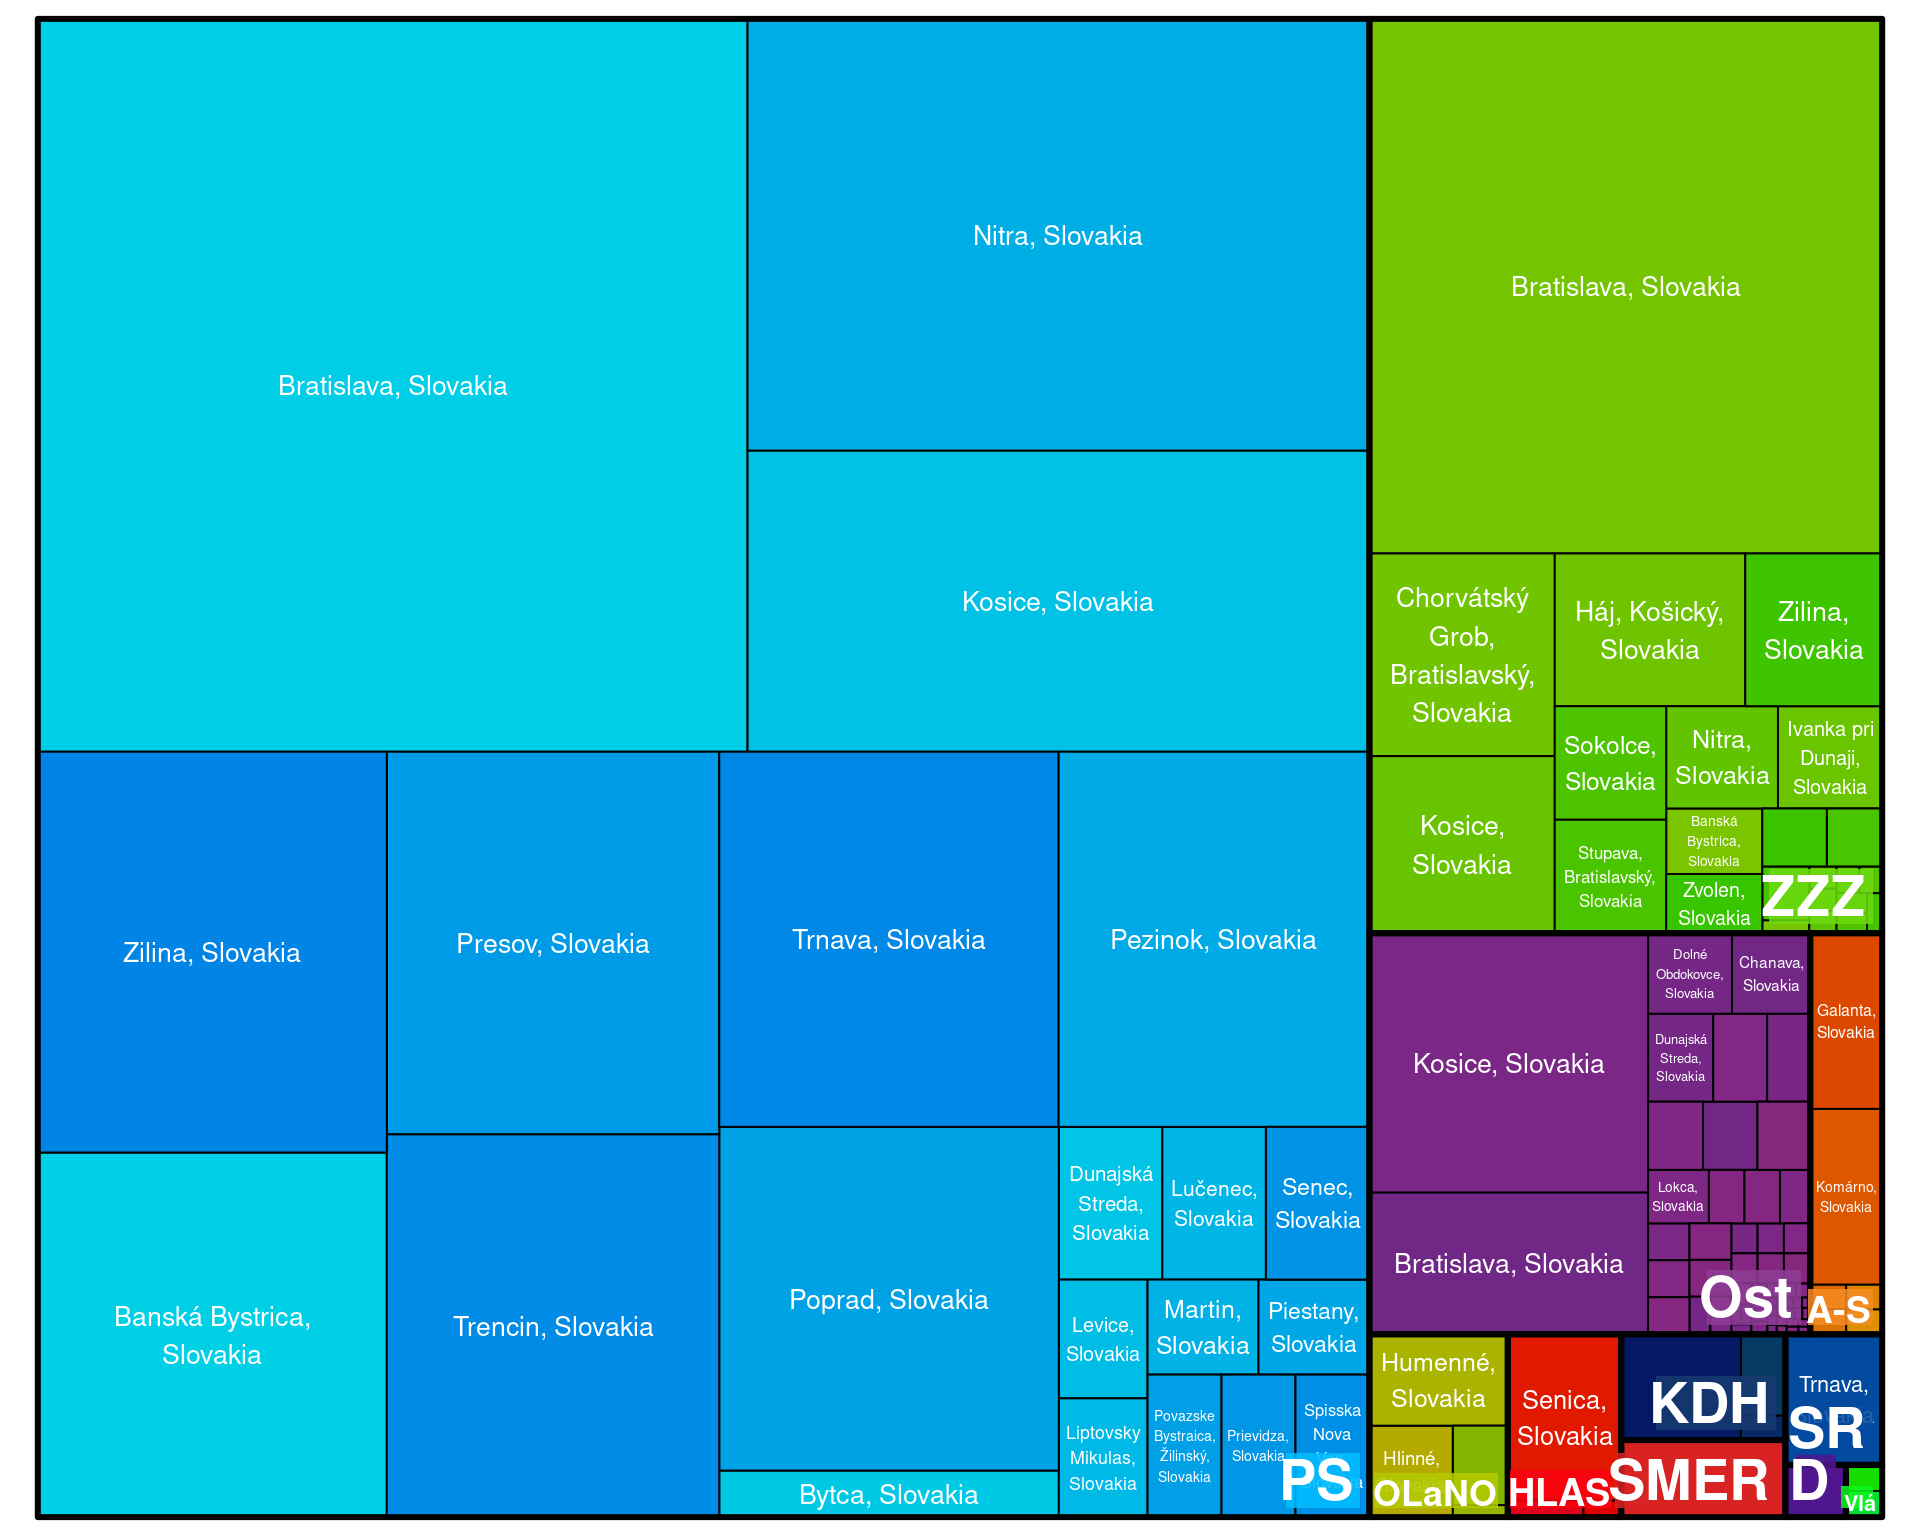 Bratislava, Slovakia
Nitra, Slovakia
Kosice, Slovakia
Zilina, Slovakia
Presov, Slovakia
Trnava, Slovakia
Pezinok, Slovakia
Banská Bystrica,
Slovakia
Trencin, Slovakia
Poprad, Slovakia
Bytca, Slovakia
Dunajská
Streda,
Slovakia
Lučenec,
Slovakia
Senec,
Slovakia
Levice,
Slovakia
Martin,
Slovakia
Piestany,
Slovakia
Liptovsky
Mikulas,
Slovakia
Povazske
Bystraica,
Žilinský,
Slovakia
Prievidza,
Slovakia
Spisska
Nova
PS
Bratislava, Slovakia
Chorvátský
Grob,
Bratislavský,
Slovakia
Háj, Košický,
Slovakia
Zilina,
Slovakia
Kosice,
Slovakia
Sokolce,
Slovakia
Nitra,
Slovakia
Ivanka pri
Dunaji,
Slovakia
Stupava,
Bratislavský,
Slovakia
Banská
Bystrica,
Slovakia
Zvolen,
Slovakia
ZZZ
Kosice, Slovakia
Bratislava, Slovakia
Dolné
Obdokovce,
Slovakia
Chanava,
Slovakia
Dunajská
Streda,
Slovakia
Lokca,
Slovakia
Ost
Galanta,
Slovakia
Komárno,
Slovakia
A-S
Humenné,
Slovakia
Hlinné,
OLaNO
Senica,
Slovakia
HLAS
KDH
SMER
Trnava,
SR
D
Vlá